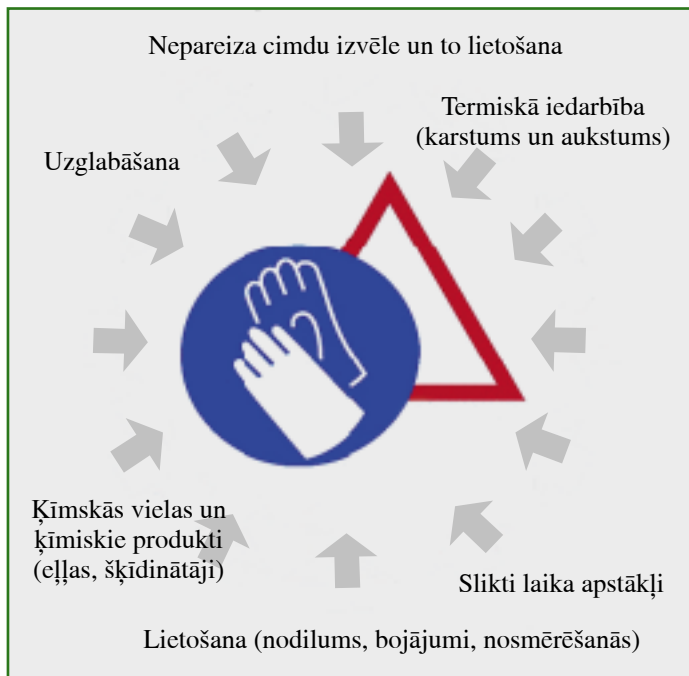 Nepareiza cimdu izvēle un to lietošana
Termiskā iedarbība
(karstums un aukstums)
Uzglabāšana
Ķīmskās vielas un
ķīmiskie produkti
(eļļas, šķīdinātāji)
Slikti laika apstākļi
Lietošana (nodilums, bojājumi, nosmērēšanās)